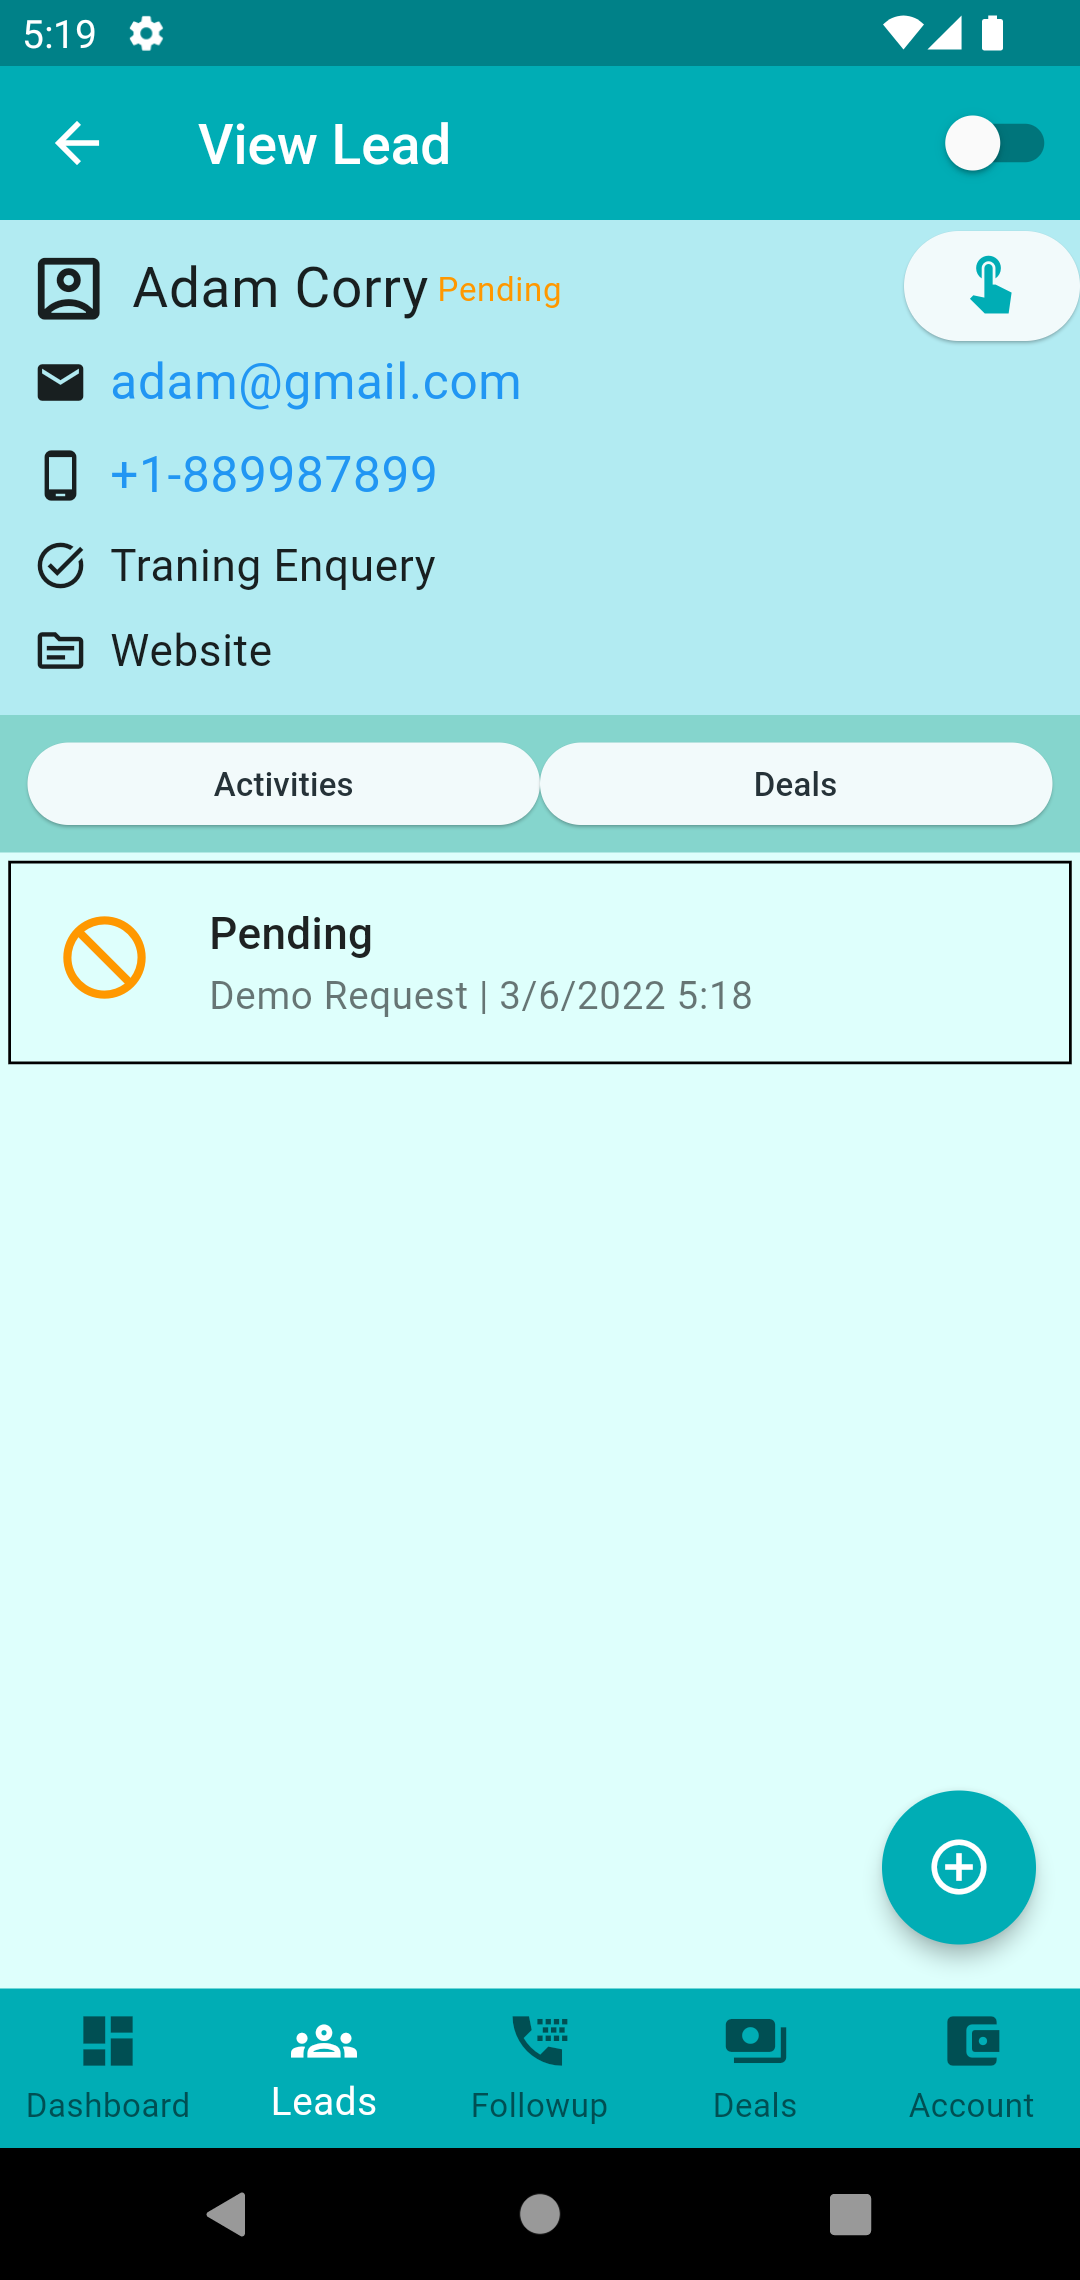 5:19
View Lead
Adam Corry Pending
adam@gmail.com
+1-889987899
Traning Enquery
Website
Activities Deals
Pending
Demo Request | 3/6/2022 5:18
Dashboard Leads Followup Deals Account